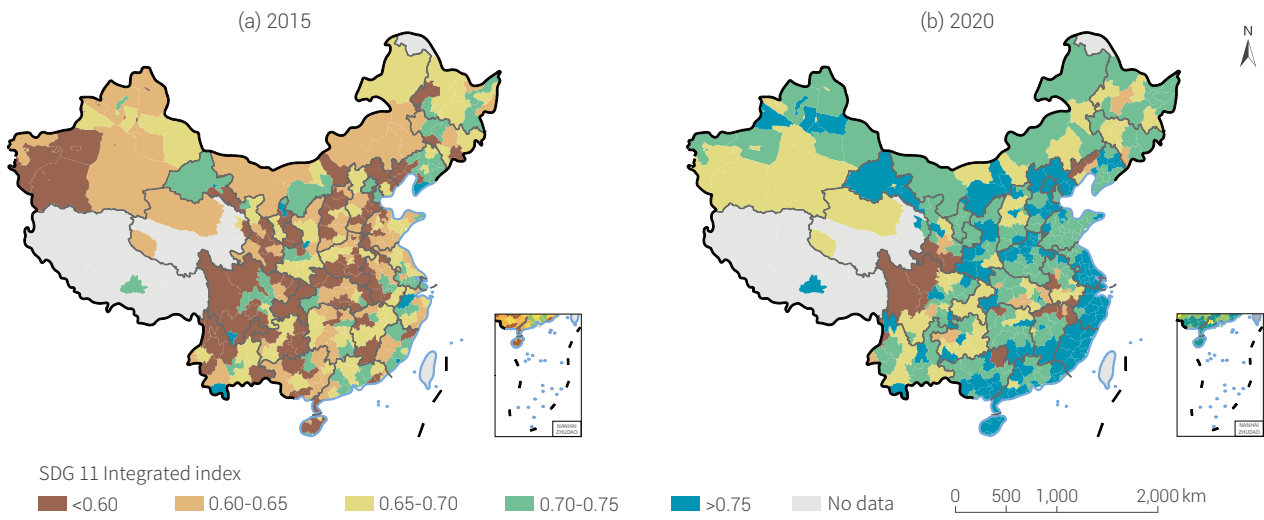 (a) 2015
(b) 2020
N
NANHAI
ZHUDAO
NANHAI
ZHUDAO
SDG 11 Integrated index
<0.60
0.60-0.65
0.65-0.70
0.70-0.75
>0.75
No data
0 500 1,000 2,000 km